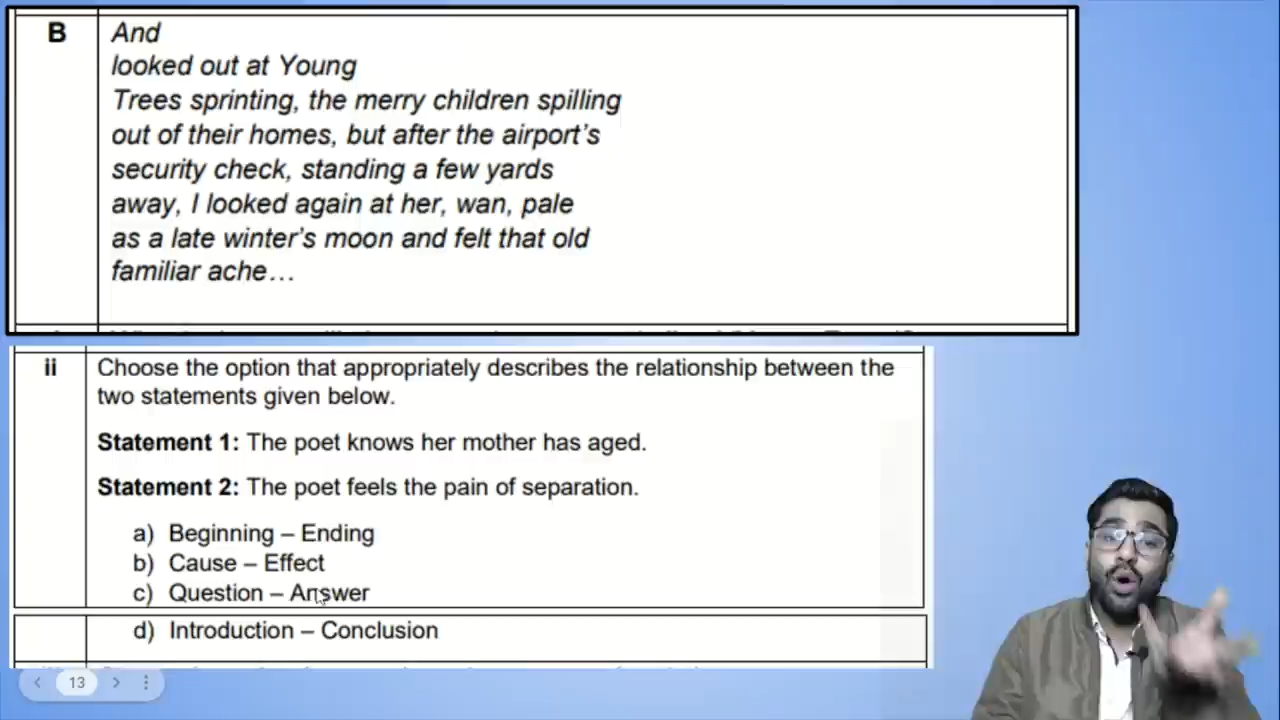 B
And
looked out at Young
Trees sprinting, the merry children spilling
out of their homes, but after the airport's
security check, standing a few yards
away, I looked again at her, wan, pale
as a late winter's moon and felt that old
familiar ache…
ii
Choose the option that appropriately describes the relationship between the
two statements given below.
Statement 1: The poet knows her mother has aged.
Statement 2: The poet feels the pain of separation.
a) Beginning – Ending
b) Cause – Effect
c) Question – Answer
d) Introduction – Conclusion
13